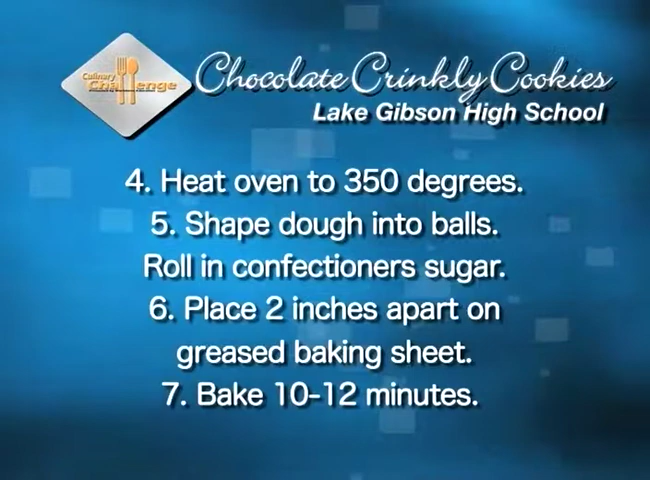 Culinary
Challenge
Chocolate Crinkly Cookies
Lake Gibson High School
4. Heat oven to 350 degrees.
5. Shape dough into balls.
Roll in confectioners sugar.
6. Place 2 inches apart on
greased baking sheet.
7. Bake 10-12 minutes.